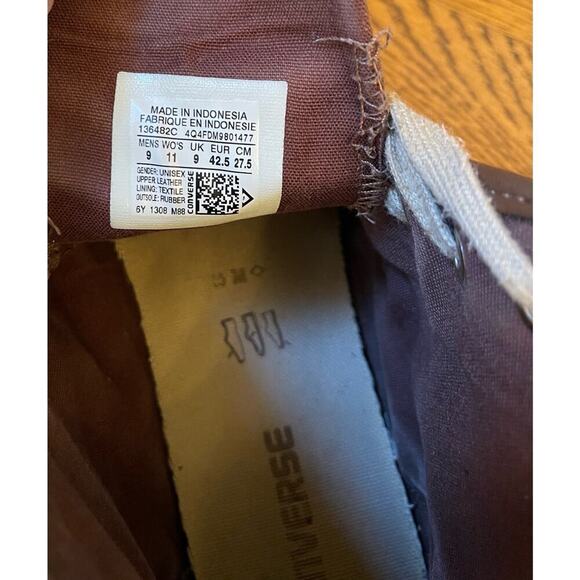 MADE IN INDONESIA
FABRIQUE EN INDONESIE
136482C 4Q4FDM9801477
MENS WO'S UK EUR CM
9 11 9 42.5 27.5
GENDER: UNISEX
UPPER: LEATHER
LINING: TEXTILE
OUTSOLE: RUBBER
CONVERSE
6Y 1308 M88
VERSE